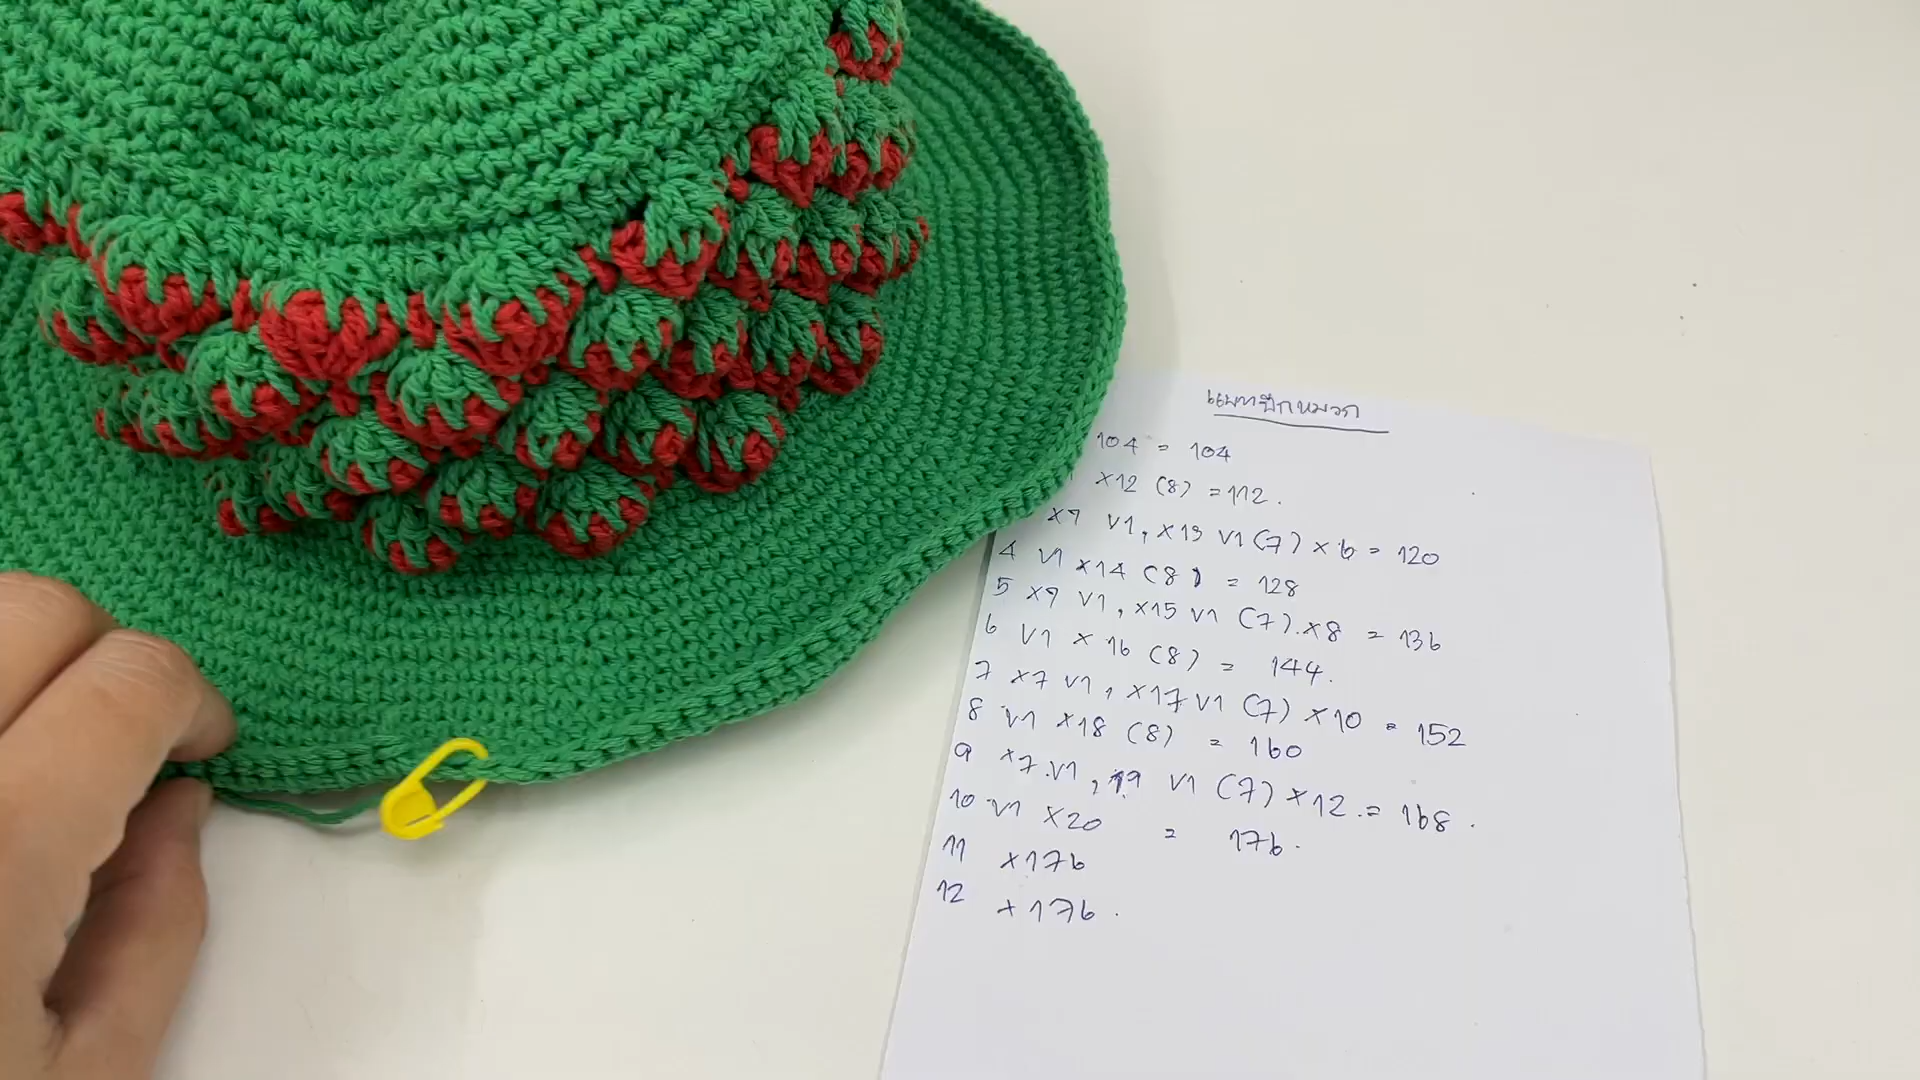 แพทปีกหมวก
104 = 104
x12 (8) = 112.
x7 V1, x13 V1 (7) x 6 = 120
4 V1 x14 (8) = 128
5 x7 V1, x15 V1 (7). x8 = 136
6 V1 x 16 (8) = 144.
7 x7 V1, x17 V1 (7) x10 = 152
8 V1 x18 (8) = 160
9 x7.V1, 19 V1 (7) x12. = 168.
10 V1 x20 = 176.
11 x176
12 x176.